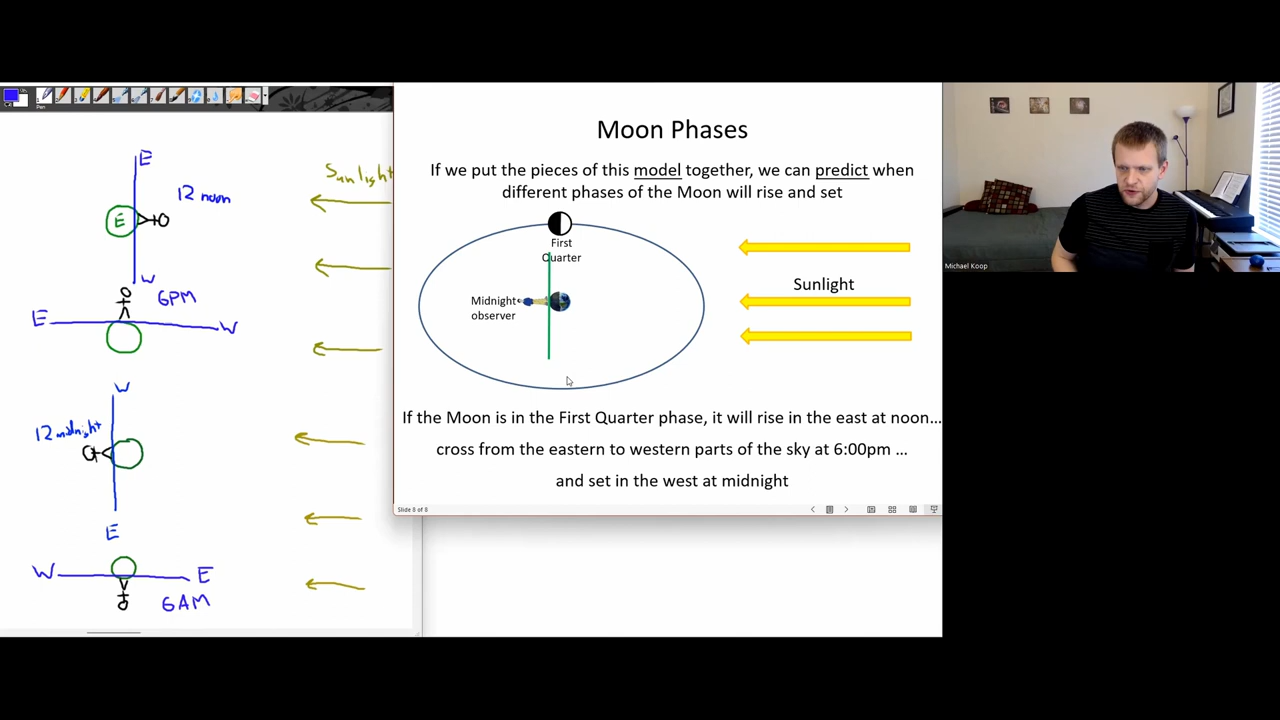 E
12 noon
E
W
6PM
E
W
W
12 midnight
E
W
E
6AM
Sunlight
Pen
Moon Phases
If we put the pieces of this model together, we can predict when
different phases of the Moon will rise and set
First
Quarter
Midnight
observer
Sunlight
If the Moon is in the First Quarter phase, it will rise in the east at noon…
cross from the eastern to western parts of the sky at 6:00pm …
and set in the west at midnight
Slide 8 of 8
Michael Koop